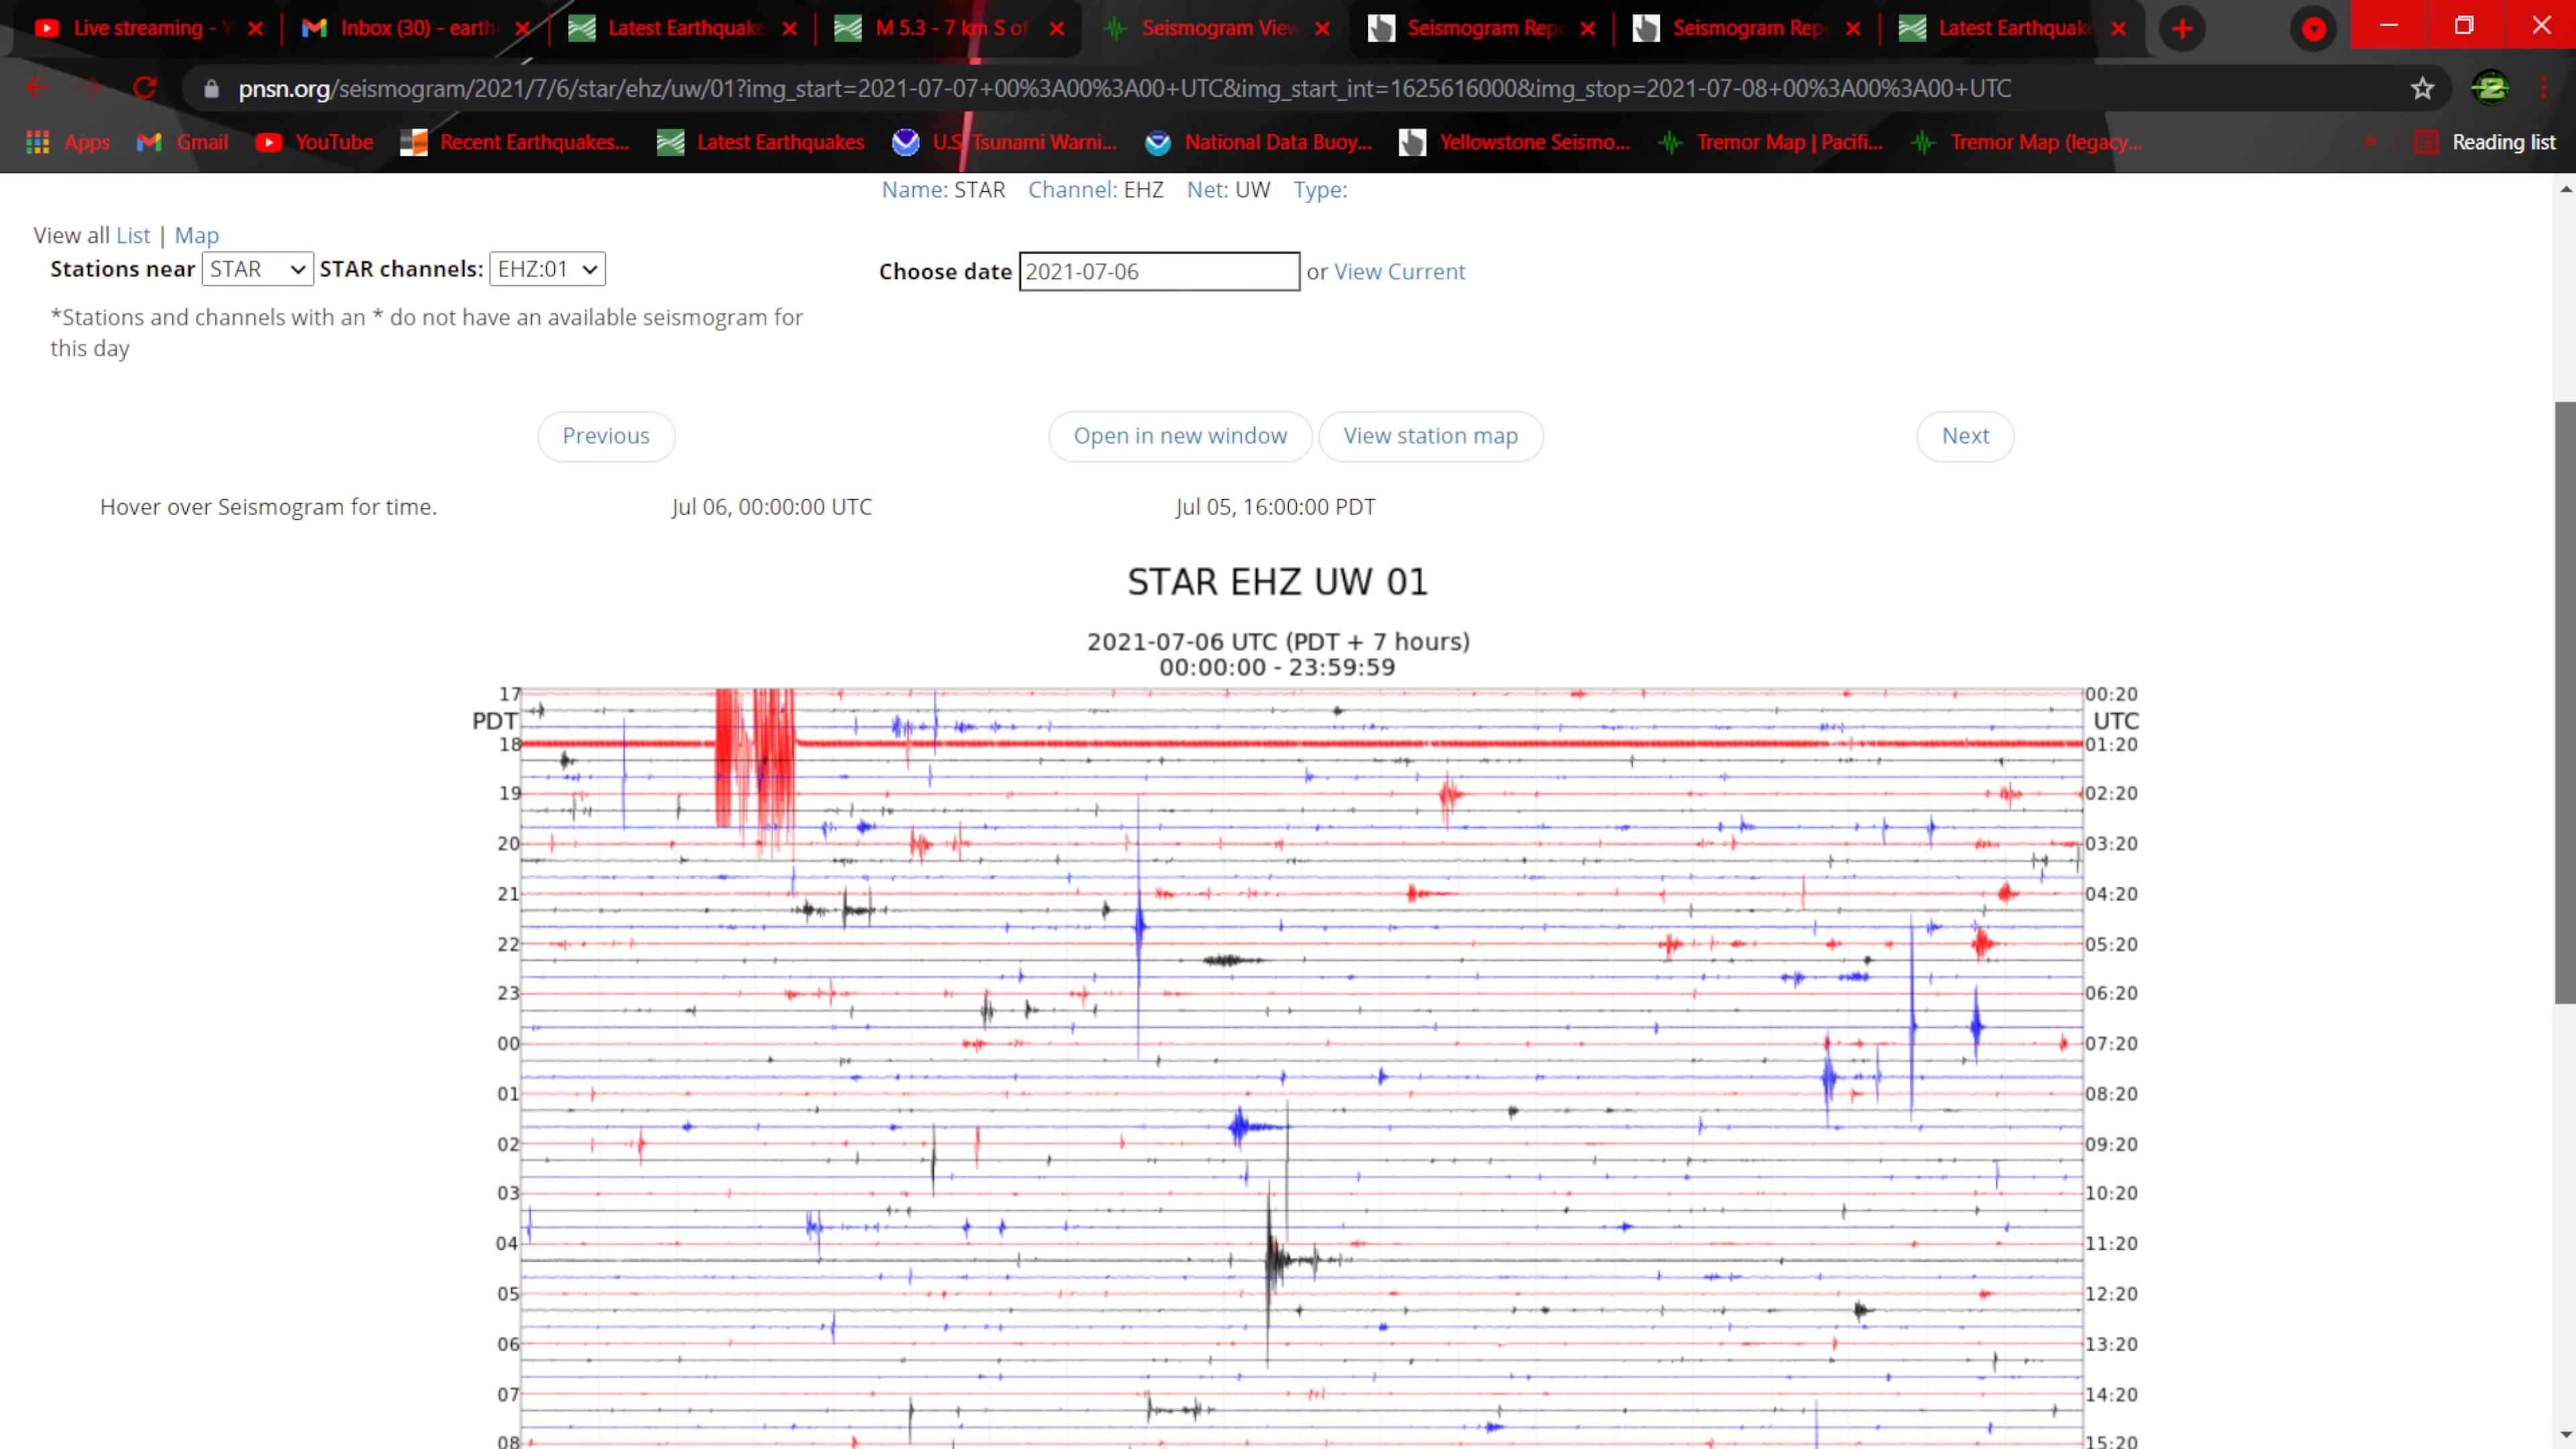 Live streaming - Y
Inbox (30) - earth
Latest Earthquake
M 5.3 - 7 km S of
Seismogram View
Seismogram Rep
Seismogram Rep
Latest Earthquake
pnsn.org/seismogram/2021/7/6/star/ehz/uw/01?img_start=2021-07-07+00%3A00%3A00+UTC&img_start_int=1625616000&img_stop=2021-07-08+00%3A00%3A00+UTC
Apps
Gmail
YouTube
Recent Earthquakes...
Latest Earthquakes
U.S. Tsunami Warni...
National Data Buoy...
Yellowstone Seismo...
Tremor Map | Pacifi...
Tremor Map (legacy...
»
Reading list
Name: STAR Channel: EHZ Net: UW Type:
View all List | Map
Stations near STAR STAR channels: EHZ:01
Choose date 2021-07-06 or View Current
*Stations and channels with an * do not have an available seismogram for
this day
Previous
Open in new window
View station map
Next
Hover over Seismogram for time.
Jul 06, 00:00:00 UTC
Jul 05, 16:00:00 PDT
STAR EHZ UW 01
2021-07-06 UTC (PDT + 7 hours)
00:00:00 - 23:59:59
17 00:20
PDT UTC
18 01:20
19 02:20
20 03:20
21 04:20
22 05:20
23 06:20
00 07:20
01 08:20
02 09:20
03 10:20
04 11:20
05 12:20
06 13:20
07 14:20
08 15:20